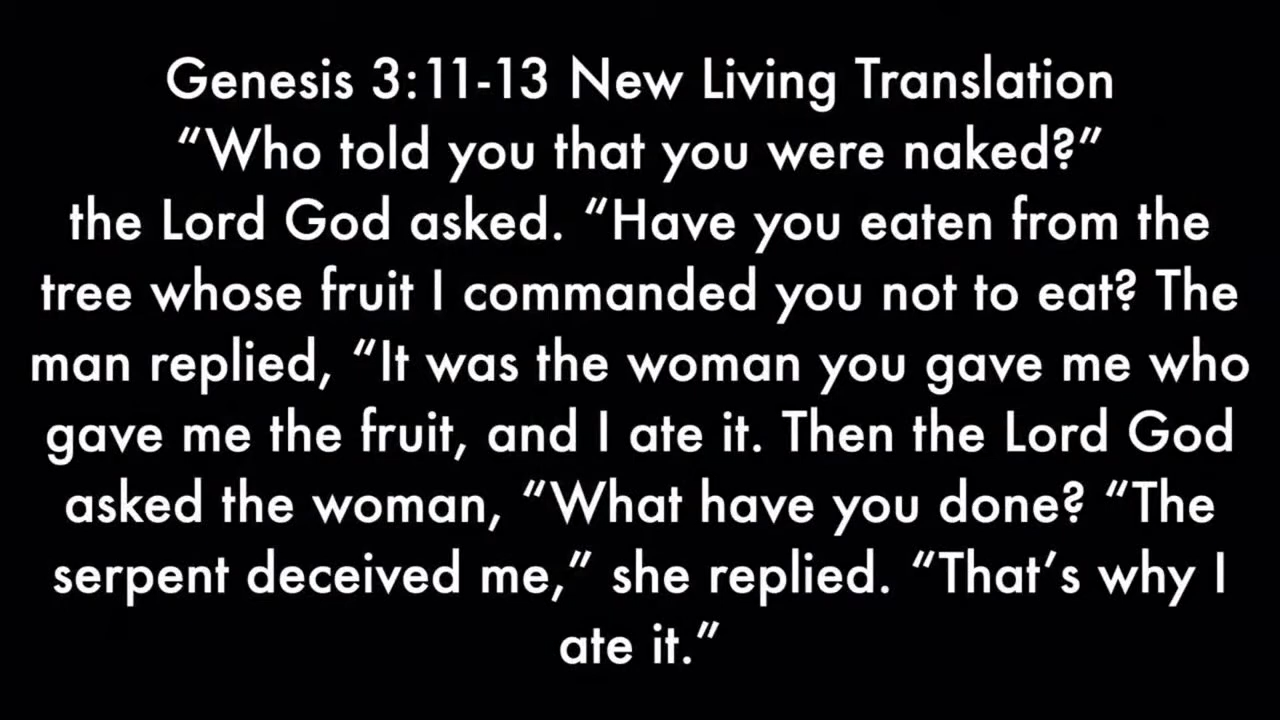 Genesis 3:11-13 New Living Translation
“Who told you that you were naked?”
the Lord God asked. “Have you eaten from the
tree whose fruit I commanded you not to eat? The
man replied, “It was the woman you gave me who
gave me the fruit, and I ate it. Then the Lord God
asked the woman, “What have you done? “The
serpent deceived me,” she replied. “That’s why I
ate it.”